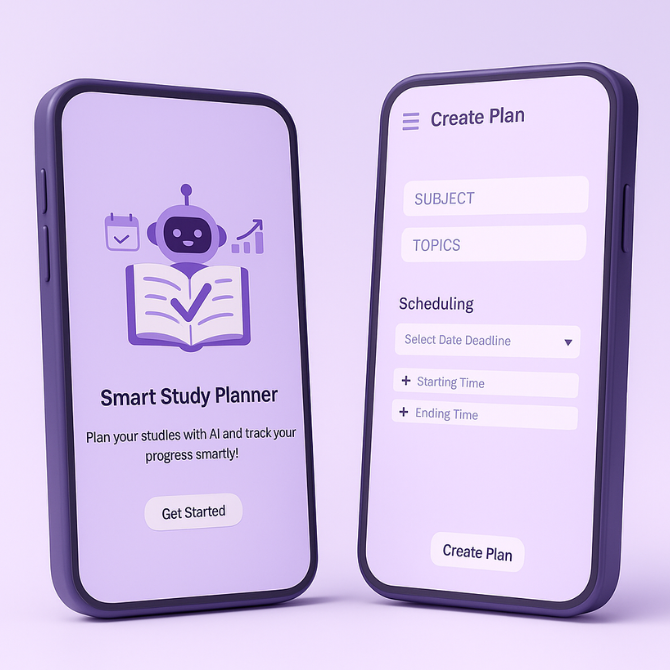 Smart Study Planner
Plan your studies with AI and track your
progress smartly!
Get Started
Create Plan
SUBJECT
TOPICS
Scheduling
Select Date Deadline
+ Starting Time
+ Ending Time
Create Plan